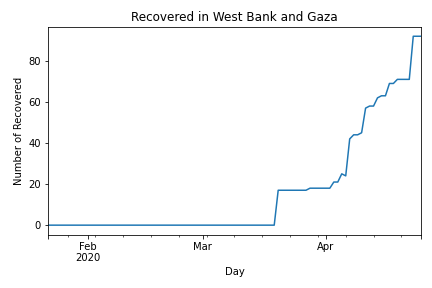 Recovered in West Bank and Gaza
Number of Recovered
80
60
40
20
0
Feb
2020
Mar
Apr
Day